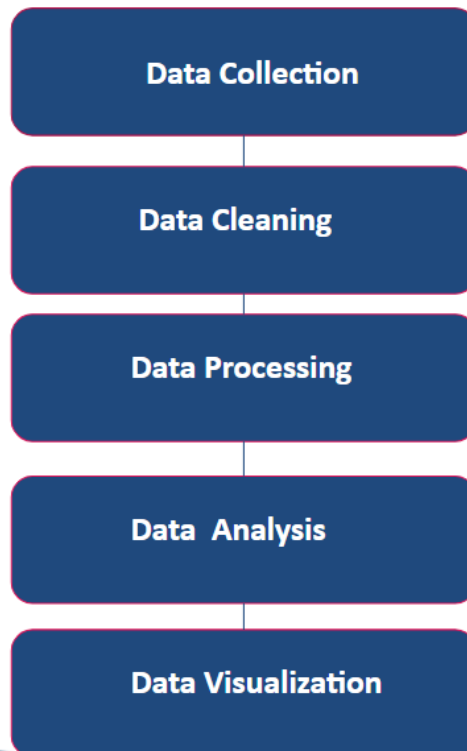 Data Collection
Data Cleaning
Data Processing
Data Analysis
Data Visualization